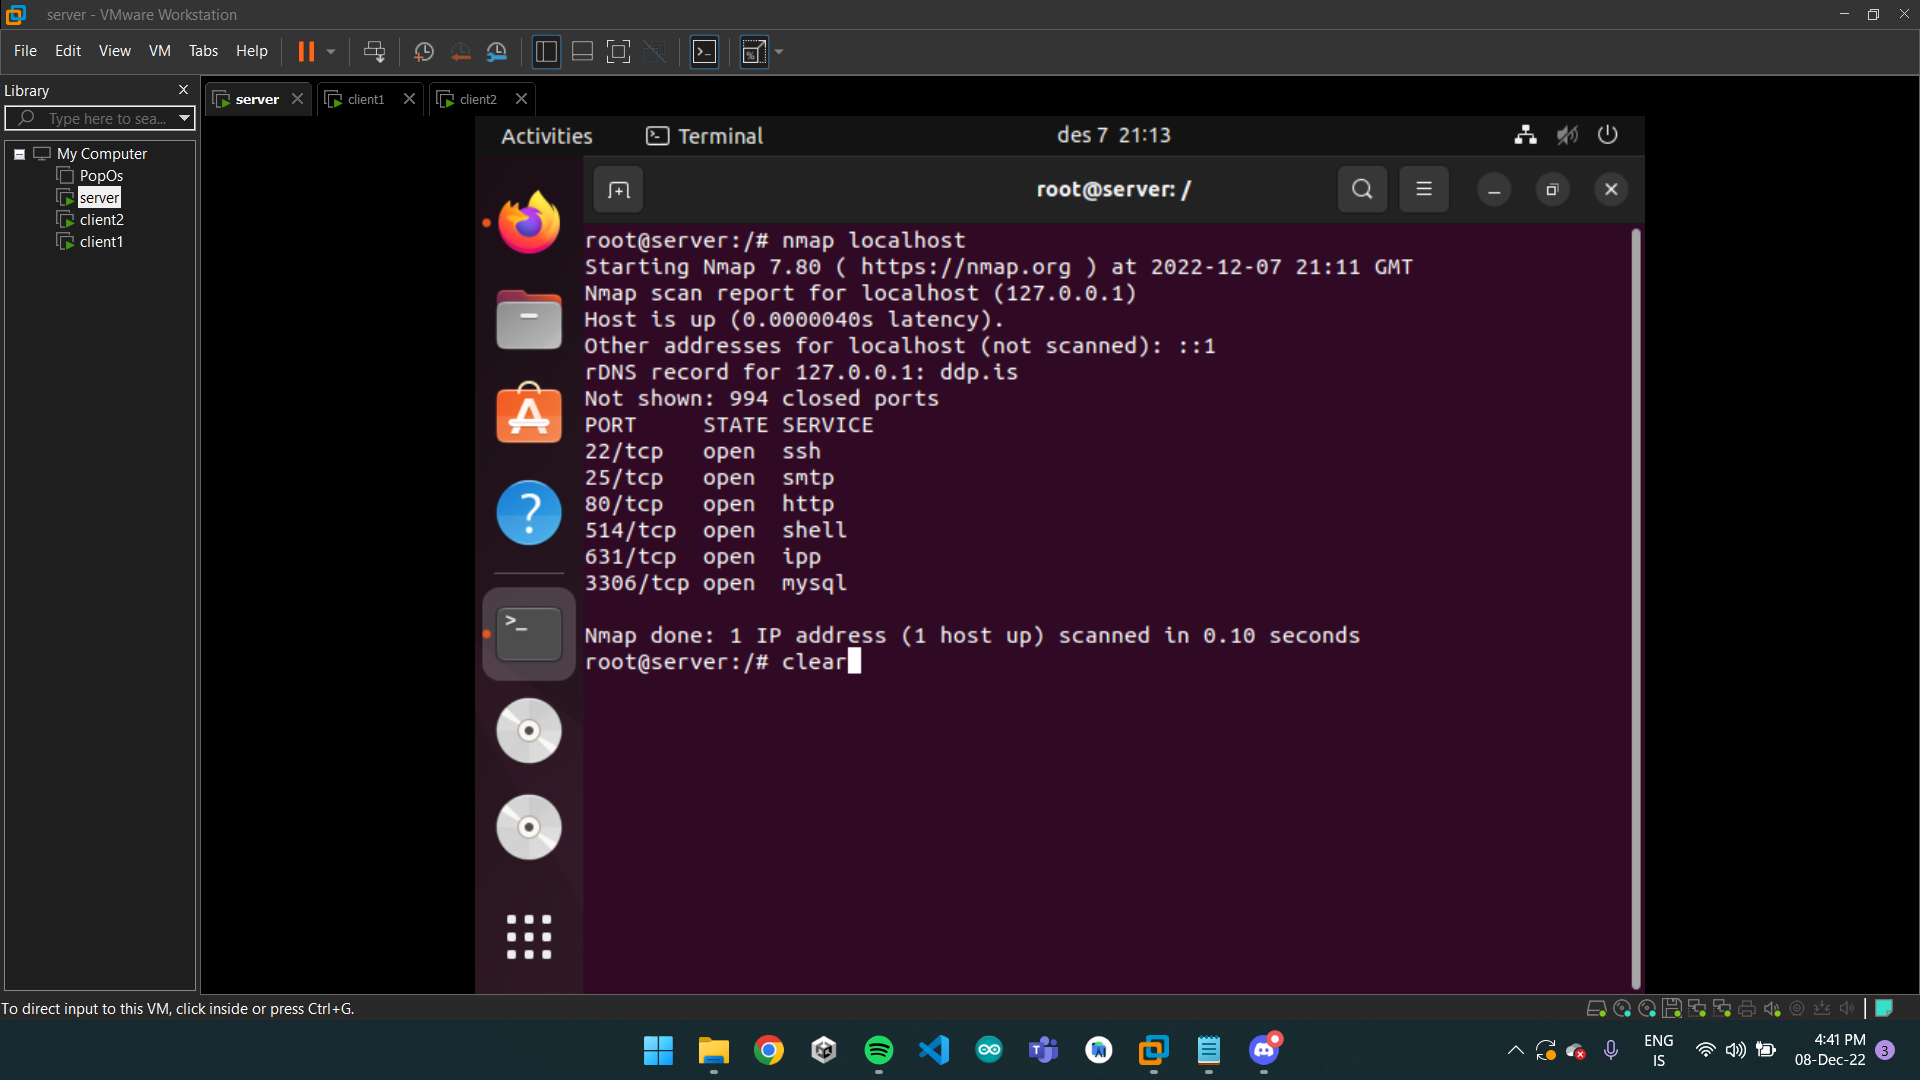 server - VMware Workstation
File Edit View VM Tabs Help
Library
Type here to sea...
My Computer
PopOs
server
client2
client1
server client1 client2
Activities Terminal des 7 21:13
root@server: /
root@server:/# nmap localhost
Starting Nmap 7.80 ( https://nmap.org ) at 2022-12-07 21:11 GMT
Nmap scan report for localhost (127.0.0.1)
Host is up (0.0000040s latency).
Other addresses for localhost (not scanned): ::1
rDNS record for 127.0.0.1: ddp.is
Not shown: 994 closed ports
PORT STATE SERVICE
22/tcp open ssh
25/tcp open smtp
80/tcp open http
514/tcp open shell
631/tcp open ipp
3306/tcp open mysql
Nmap done: 1 IP address (1 host up) scanned in 0.10 seconds
root@server:/# clear
To direct input to this VM, click inside or press Ctrl+G.
ENG
IS
4:41 PM
08-Dec-22
3